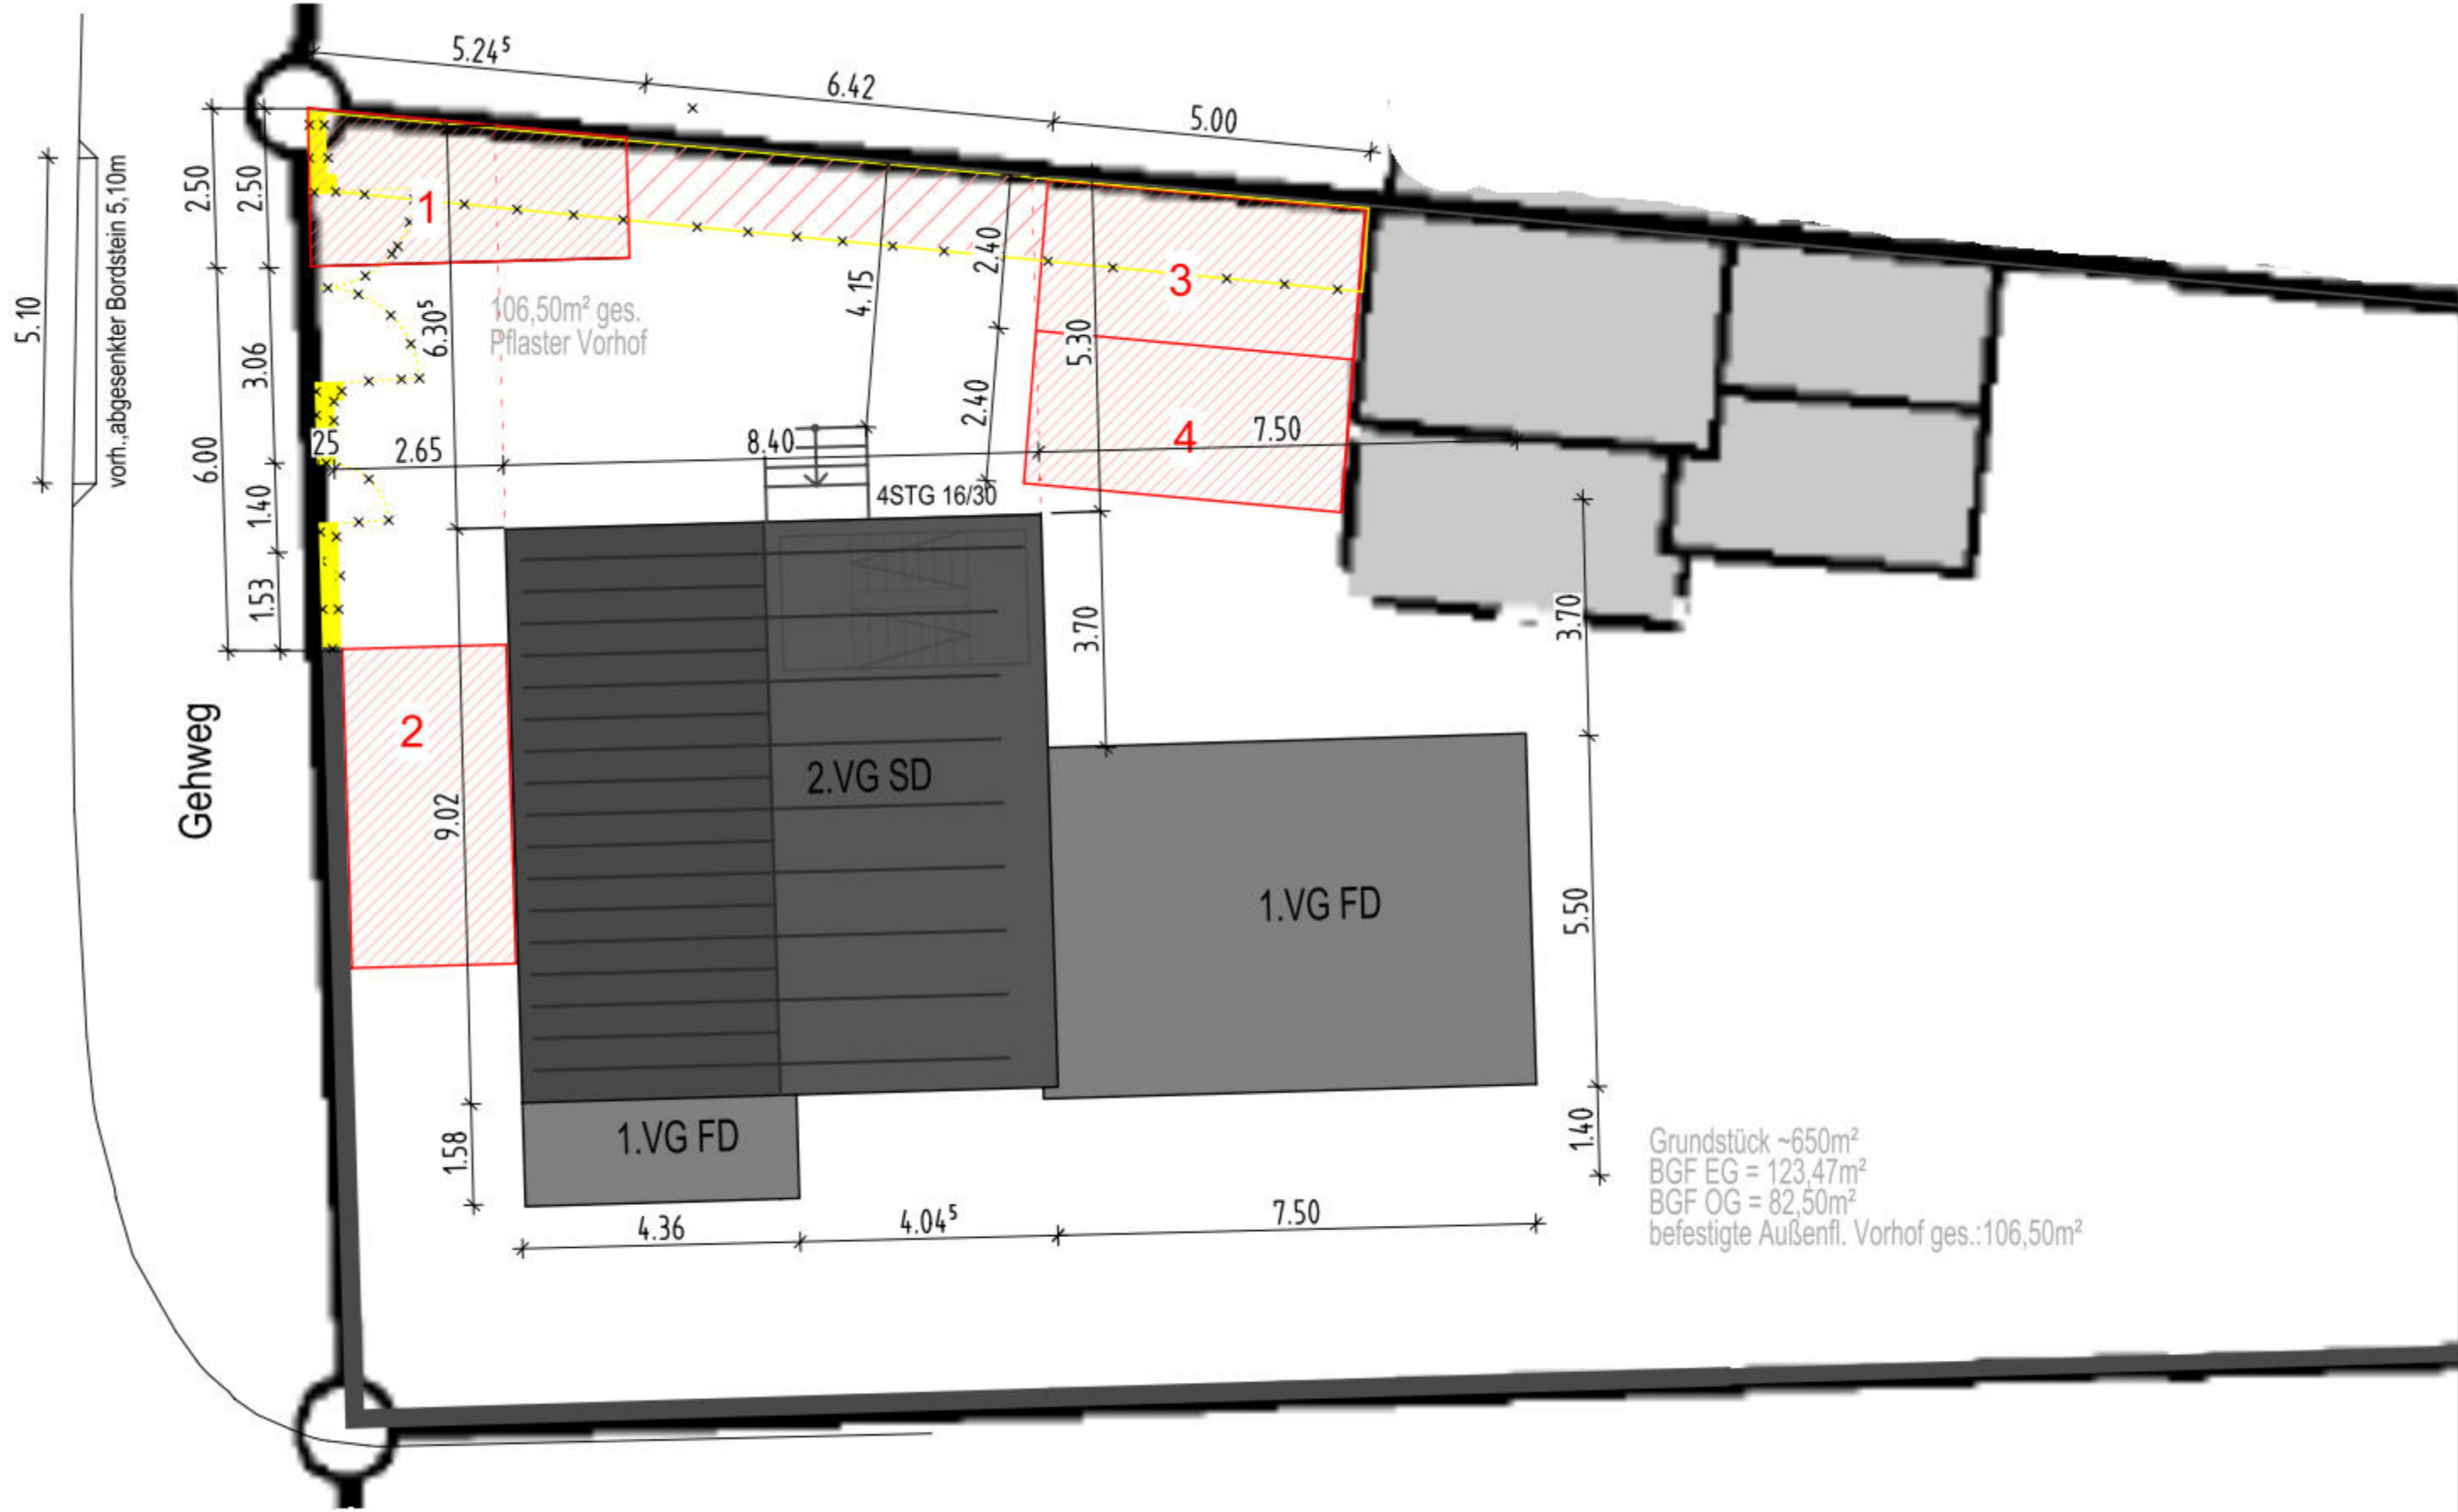 5.24⁵
6.42
5.00
2.50
2.50
5.10
vorh.,abgesenkter Bordstein 5,10m
1
2.40
3
4.15
6.30⁵
106,50m² ges.
Pflaster Vorhof
5.30
3.06
2.40
6.00
25
2.65
8.40
4
7.50
4STG 16/30
1.40
1.53
3.70
3.70
Gehweg
2
9.02
2.VG SD
1.VG FD
5.50
1.58
1.VG FD
1.40
Grundstück ~650m²
BGF EG = 123,47m²
BGF OG = 82,50m²
befestigte Außenfl. Vorhof ges.:106,50m²
4.36
4.04⁵
7.50